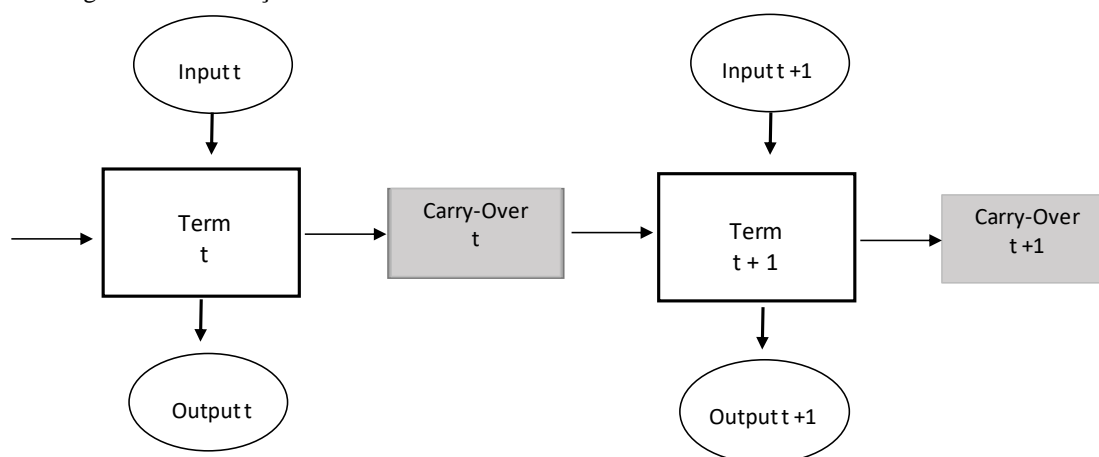 Input t
Input t +1
Term
t
Carry-Over
t
Term
t + 1
Carry-Over
t +1
Output t
Output t +1